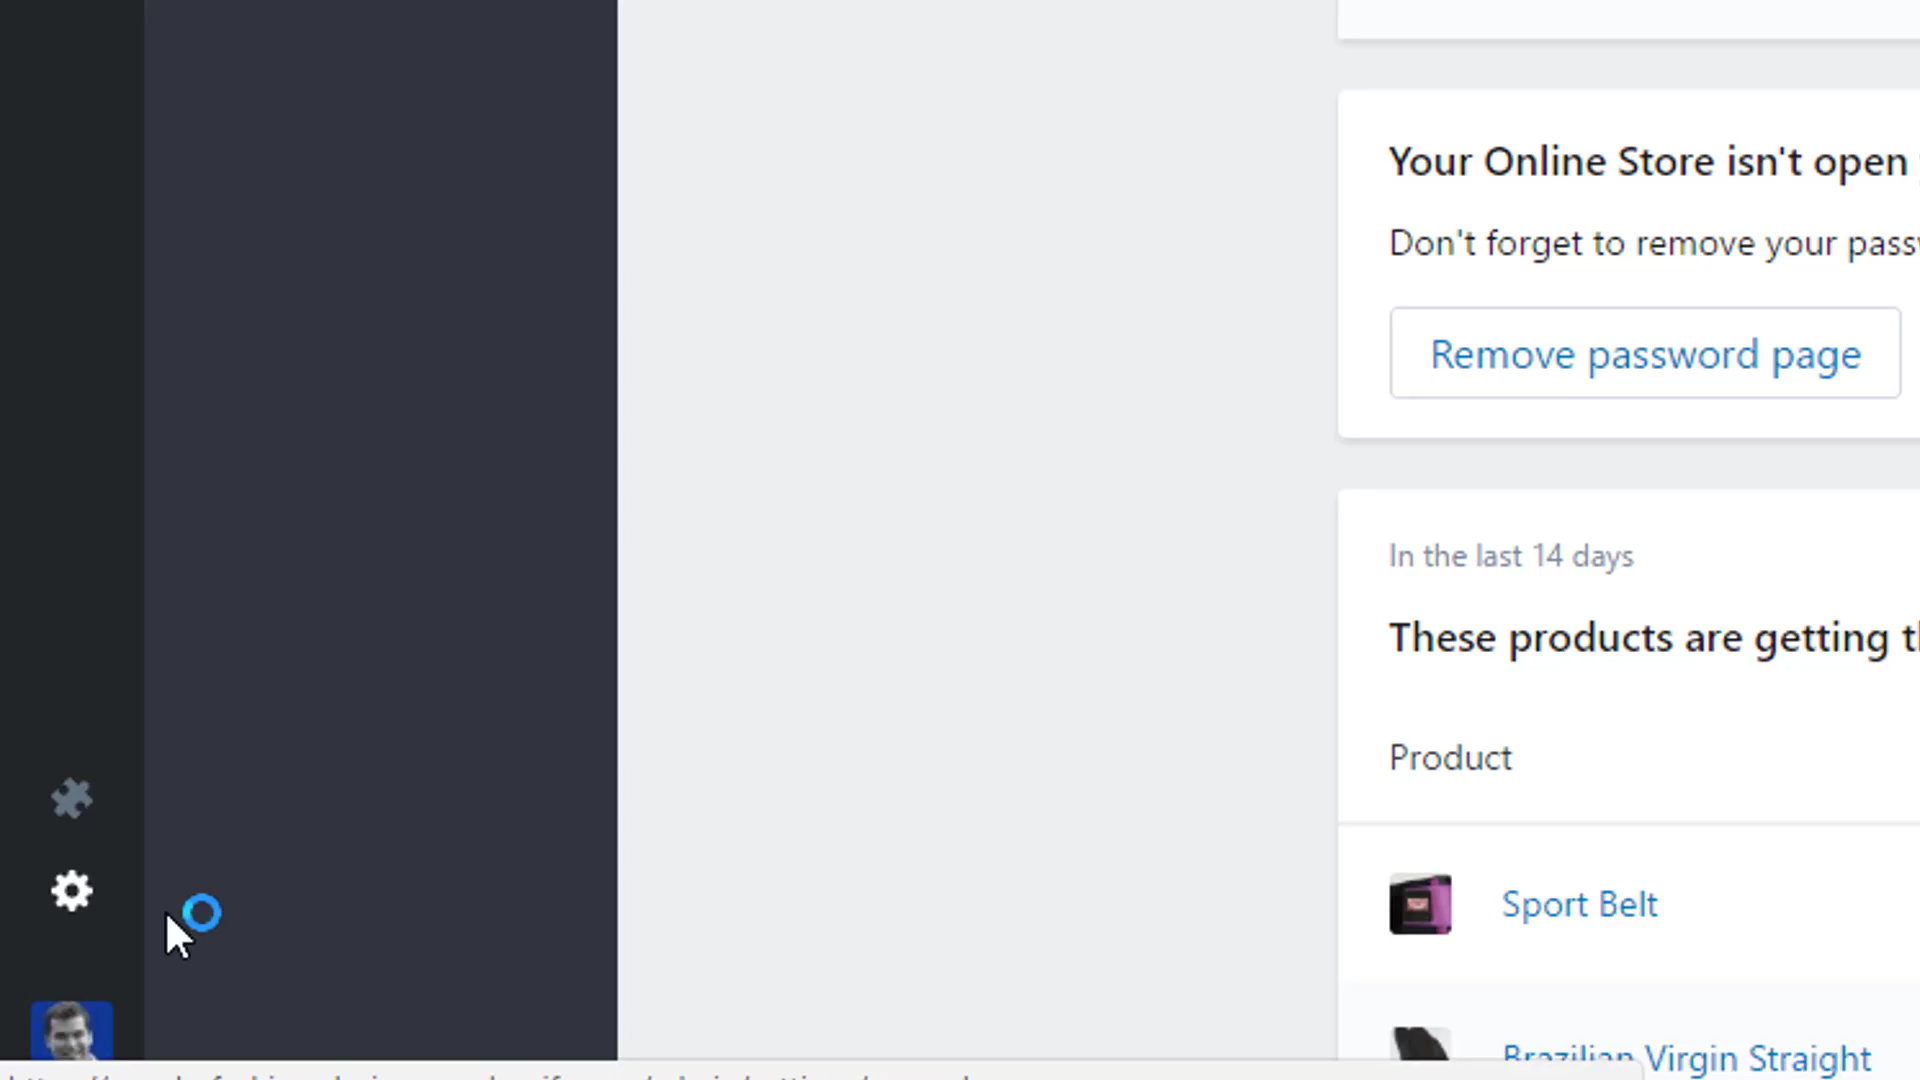 Your Online Store isn't open
Don't forget to remove your
Remove password page
In the last 14 days
These products are getting
Product
Sport Belt
Brazilian Virgin Straight